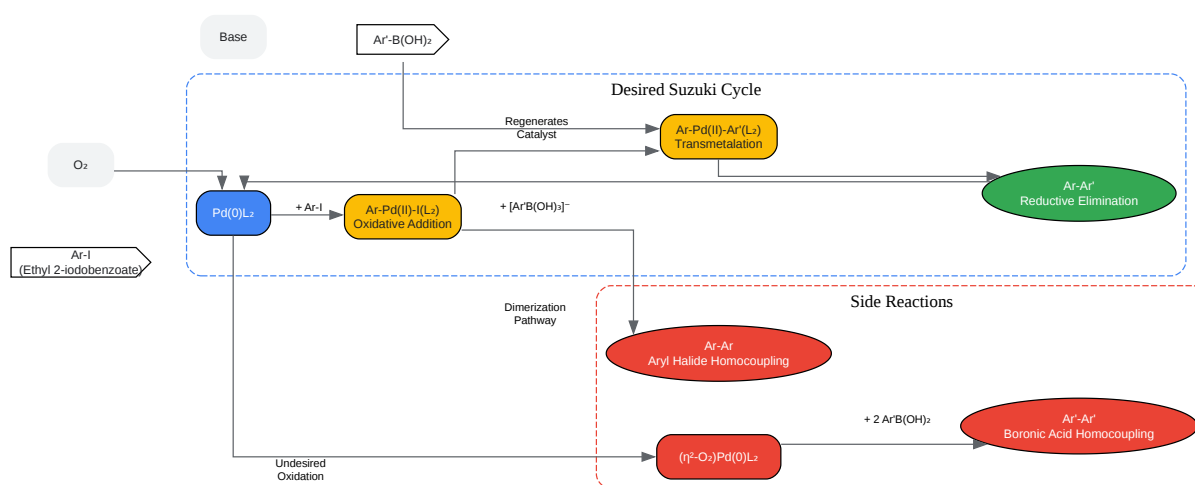 Base
Ar'-B(OH)₂
Desired Suzuki Cycle
Regenerates
Catalyst
Ar-Pd(II)-Ar'(L₂)
Transmetalation
O₂
Pd(0)L₂
+ Ar-I
Ar-Pd(II)-I(L₂)
Oxidative Addition
+ [Ar'B(OH)₃]⁻
Ar-Ar'
Reductive Elimination
Ar-I
(Ethyl 2-iodobenzoate)
Side Reactions
Dimerization
Pathway
Ar-Ar
Aryl Halide Homocoupling
+ 2 Ar'B(OH)₂
Ar'-Ar'
Boronic Acid Homocoupling
(η²-O₂)Pd(0)L₂
Undesired
Oxidation